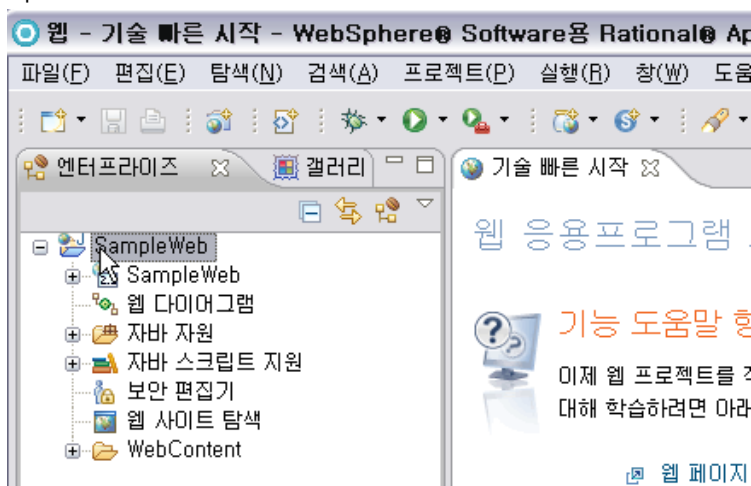 웹 - 기술 빠른 시작 - WebSphere® Software용 Rational® Ap
파일(F) 편집(E) 탐색(N) 검색(A) 프로젝트(P) 실행(R) 창(W) 도움
엔터프라이즈 갤러리 기술 빠른 시작
SampleWeb
SampleWeb
웹 다이어그램
자바 자원
자바 스크립트 지원
보안 편집기
웹 사이트 탐색
WebContent
웹 응용프로그램
기능 도움말
이제 웹 프로젝트를
대해 학습하려면 아래
웹 페이지